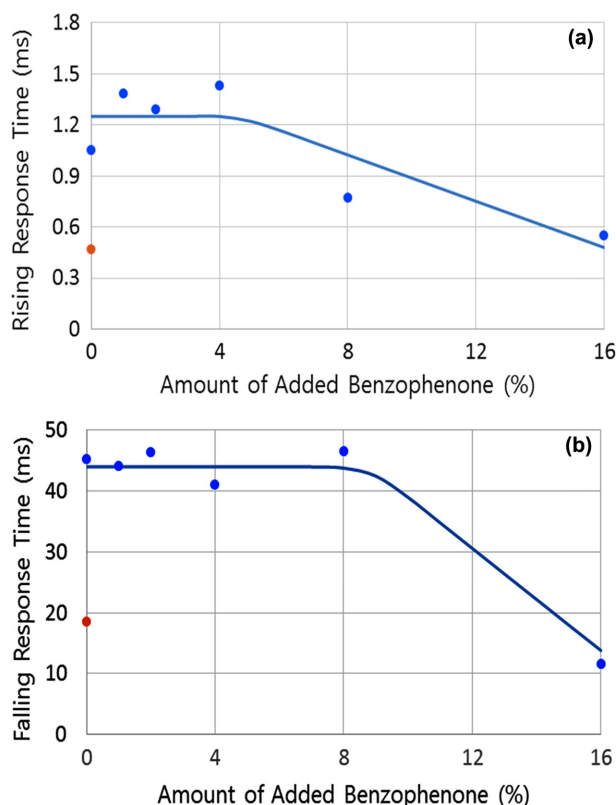 (a)
Rising Response Time (ms)
1.8
1.5
1.2
0.9
0.6
0.3
0
0 4 8 12 16
Amount of Added Benzophenone (%)
(b)
Falling Response Time (ms)
50
40
30
20
10
0
0 4 8 12 16
Amount of Added Benzophenone (%)